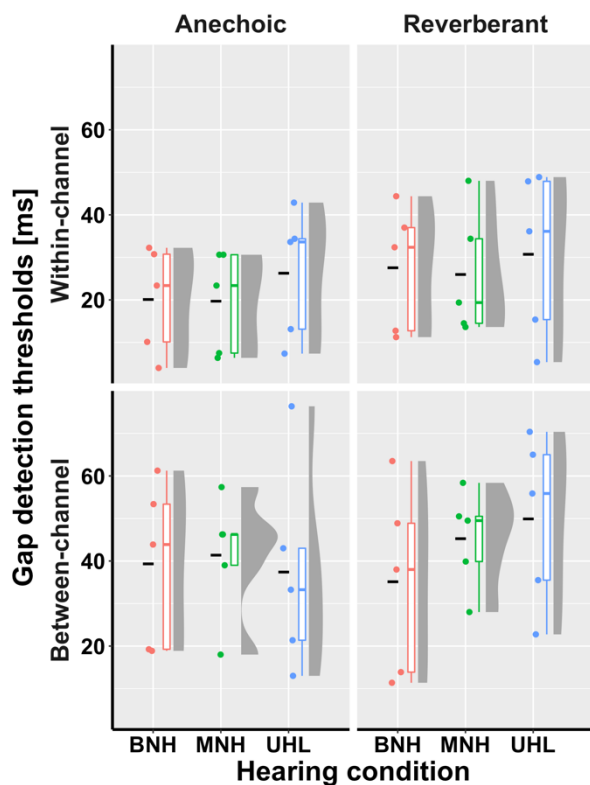 Anechoic
Reverberant
Gap detection thresholds [ms]
Within-channel
60
40
20
Between-channel
60
40
20
BNH MNH UHL
BNH MNH UHL
Hearing condition